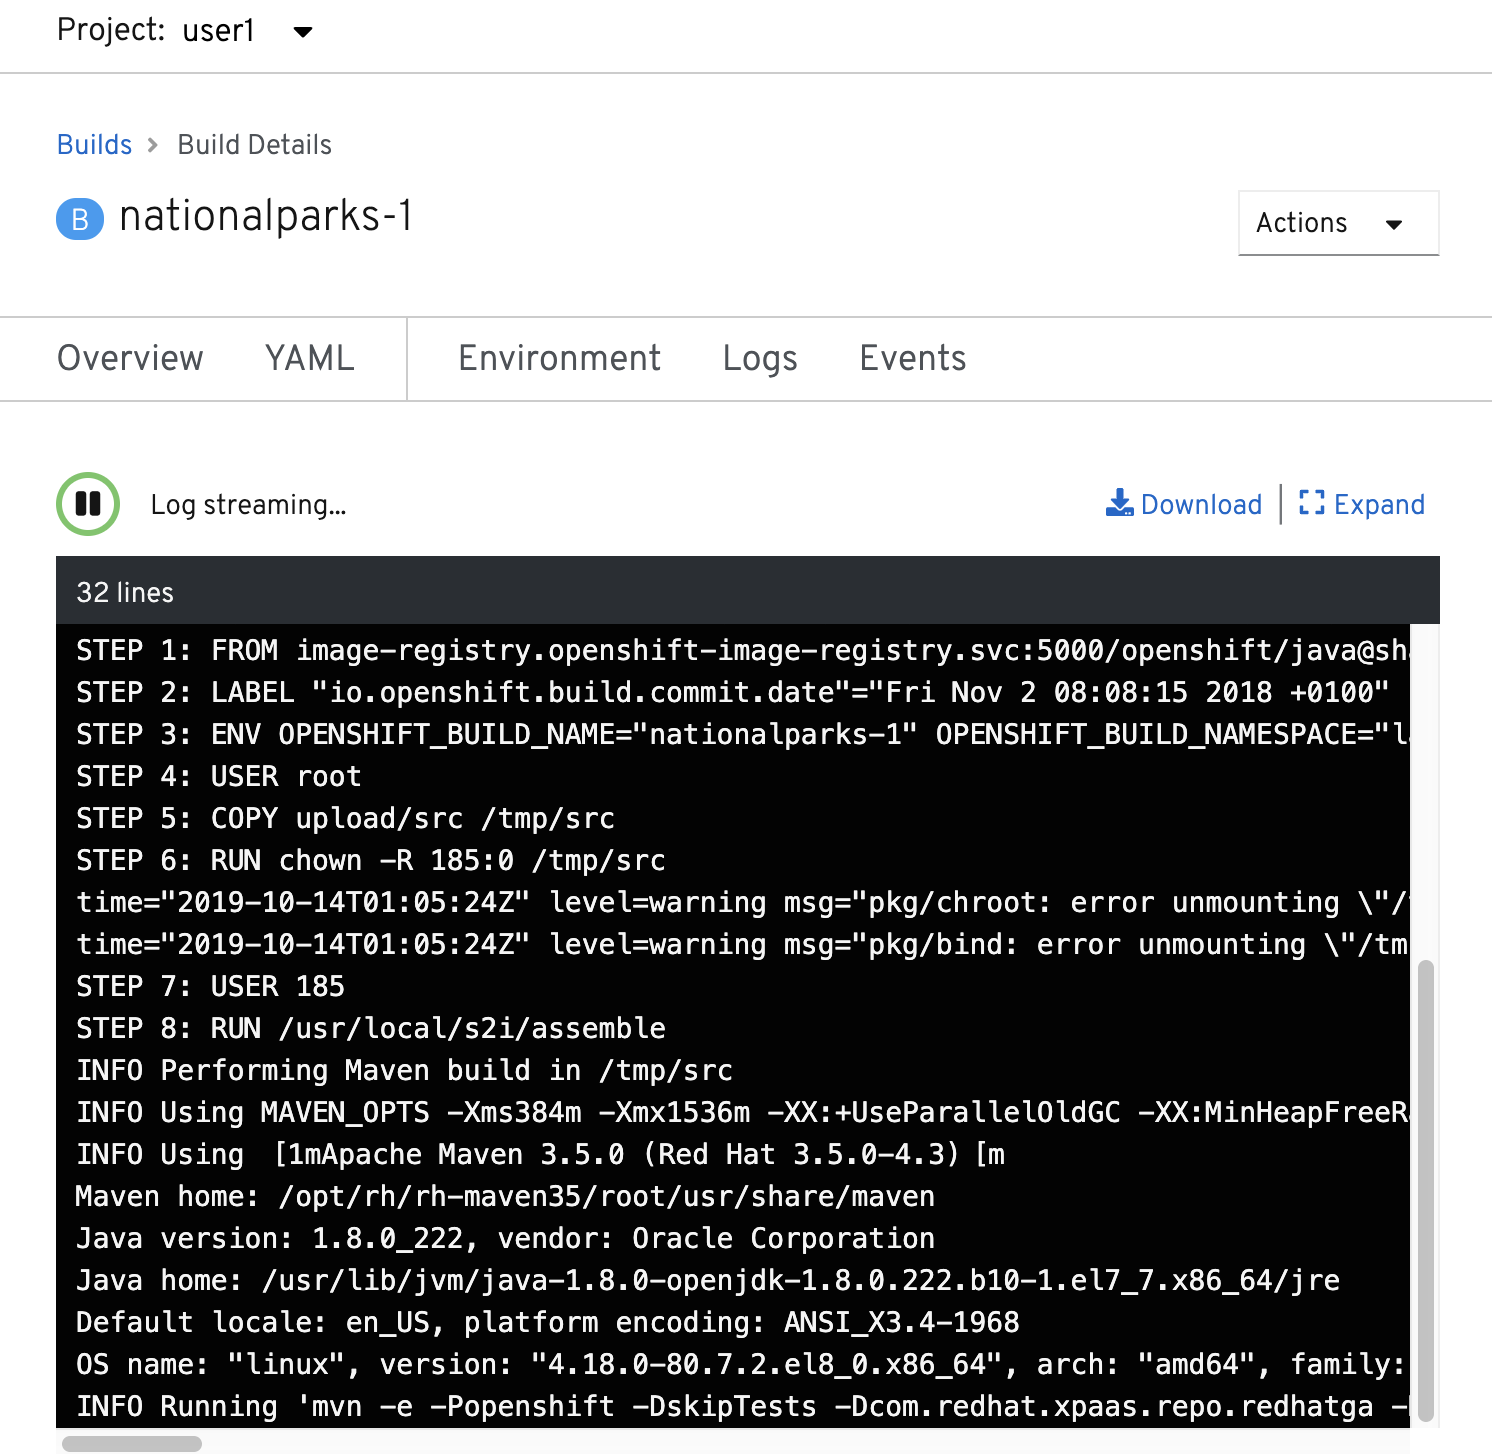 Project: user1
Builds > Build Details
B nationalparks-1
Actions
Overview YAML Environment Logs Events
Log streaming...
Download Expand
32 lines
STEP 1: FROM image-registry.openshift-image-registry.svc:5000/openshift/java@sh
STEP 2: LABEL "io.openshift.build.commit.date"="Fri Nov 2 08:08:15 2018 +0100"
STEP 3: ENV OPENSHIFT_BUILD_NAME="nationalparks-1" OPENSHIFT_BUILD_NAMESPACE="l
STEP 4: USER root
STEP 5: COPY upload/src /tmp/src
STEP 6: RUN chown -R 185:0 /tmp/src
time="2019-10-14T01:05:24Z" level=warning msg="pkg/chroot: error unmounting \"/
time="2019-10-14T01:05:24Z" level=warning msg="pkg/bind: error unmounting \"/tm
STEP 7: USER 185
STEP 8: RUN /usr/local/s2i/assemble
INFO Performing Maven build in /tmp/src
INFO Using MAVEN_OPTS -Xms384m -Xmx1536m -XX:+UseParallelOldGC -XX:MinHeapFreeR
INFO Using [1mApache Maven 3.5.0 (Red Hat 3.5.0-4.3) [m
Maven home: /opt/rh/rh-maven35/root/usr/share/maven
Java version: 1.8.0_222, vendor: Oracle Corporation
Java home: /usr/lib/jvm/java-1.8.0-openjdk-1.8.0.222.b10-1.el7_7.x86_64/jre
Default locale: en_US, platform encoding: ANSI_X3.4-1968
OS name: "linux", version: "4.18.0-80.7.2.el8_0.x86_64", arch: "amd64", family:
INFO Running 'mvn -e -Popenshift -DskipTests -Dcom.redhat.xpaas.repo.redhatga -